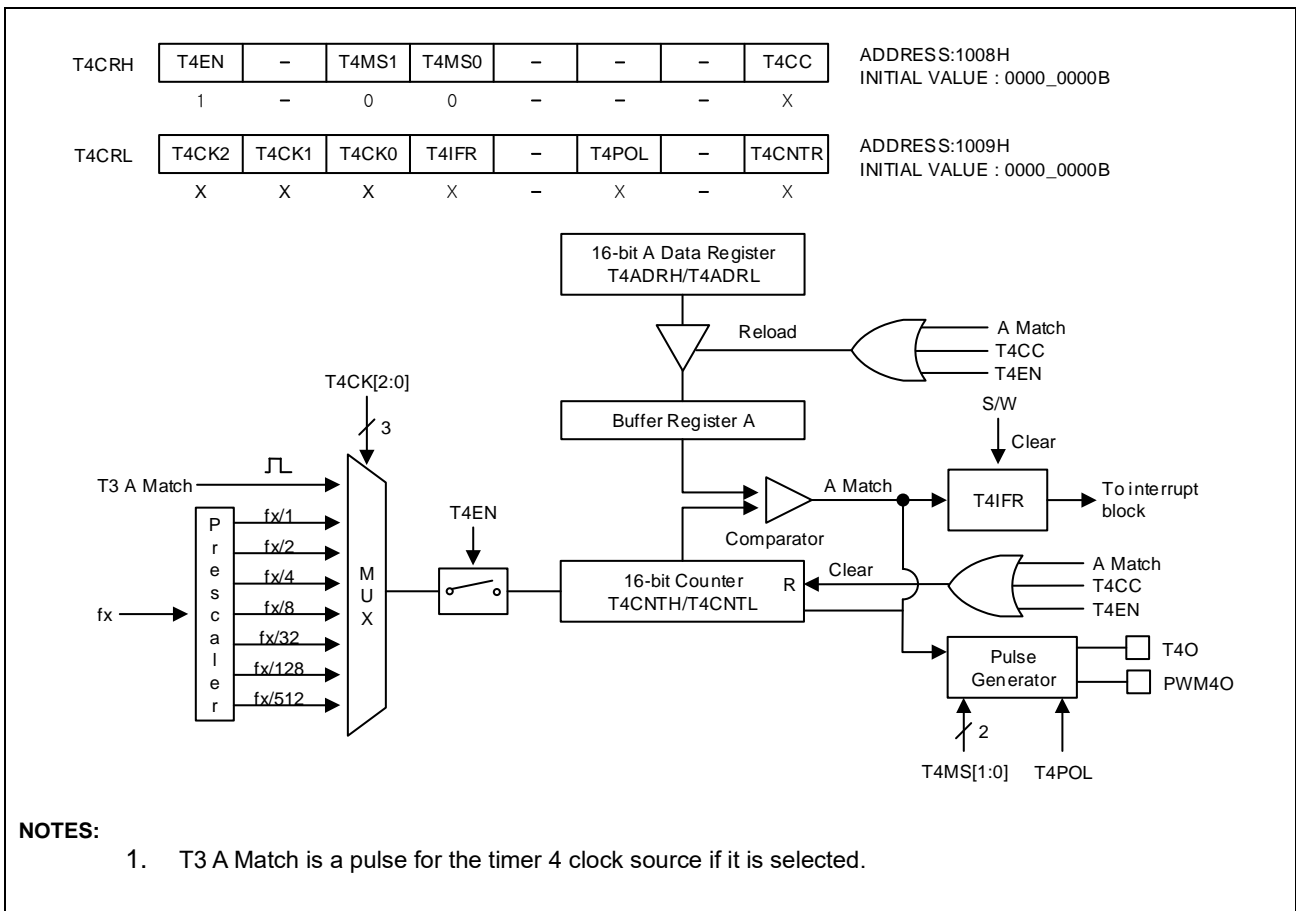 T4CRH T4EN – T4MS1 T4MS0 – – – T4CC ADDRESS:1008H
INITIAL VALUE : 0000_0000B
1 – 0 0 – – – X
T4CRL T4CK2 T4CK1 T4CK0 T4IFR – T4POL – T4CNTR ADDRESS:1009H
INITIAL VALUE : 0000_0000B
X X X X – X – X
16-bit A Data Register
T4ADRH/T4ADRL
Reload
A Match
T4CC
T4EN
T4CK[2:0]
3
Buffer Register A
S/W
Clear
T3 A Match
A Match
T4IFR
To interrupt
block
Comparator
fx
Prescaler
fx/1
fx/2
fx/4
fx/8
fx/32
fx/128
fx/512
MUX
T4EN
16-bit Counter
T4CNTH/T4CNTL
R
Clear
A Match
T4CC
T4EN
Pulse
Generator
T4O
PWM4O
2
T4MS[1:0]
T4POL
NOTES:
1. T3 A Match is a pulse for the timer 4 clock source if it is selected.